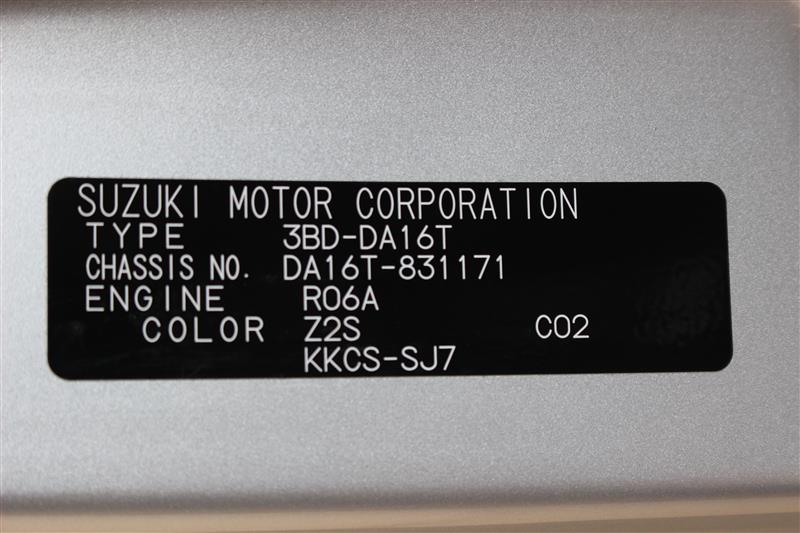 SUZUKI MOTOR CORPORATION
TYPE 3BD-DA16T
CHASSIS NO. DA16T-831171
ENGINE R06A
COLOR Z2S C02
KKCS-SJ7